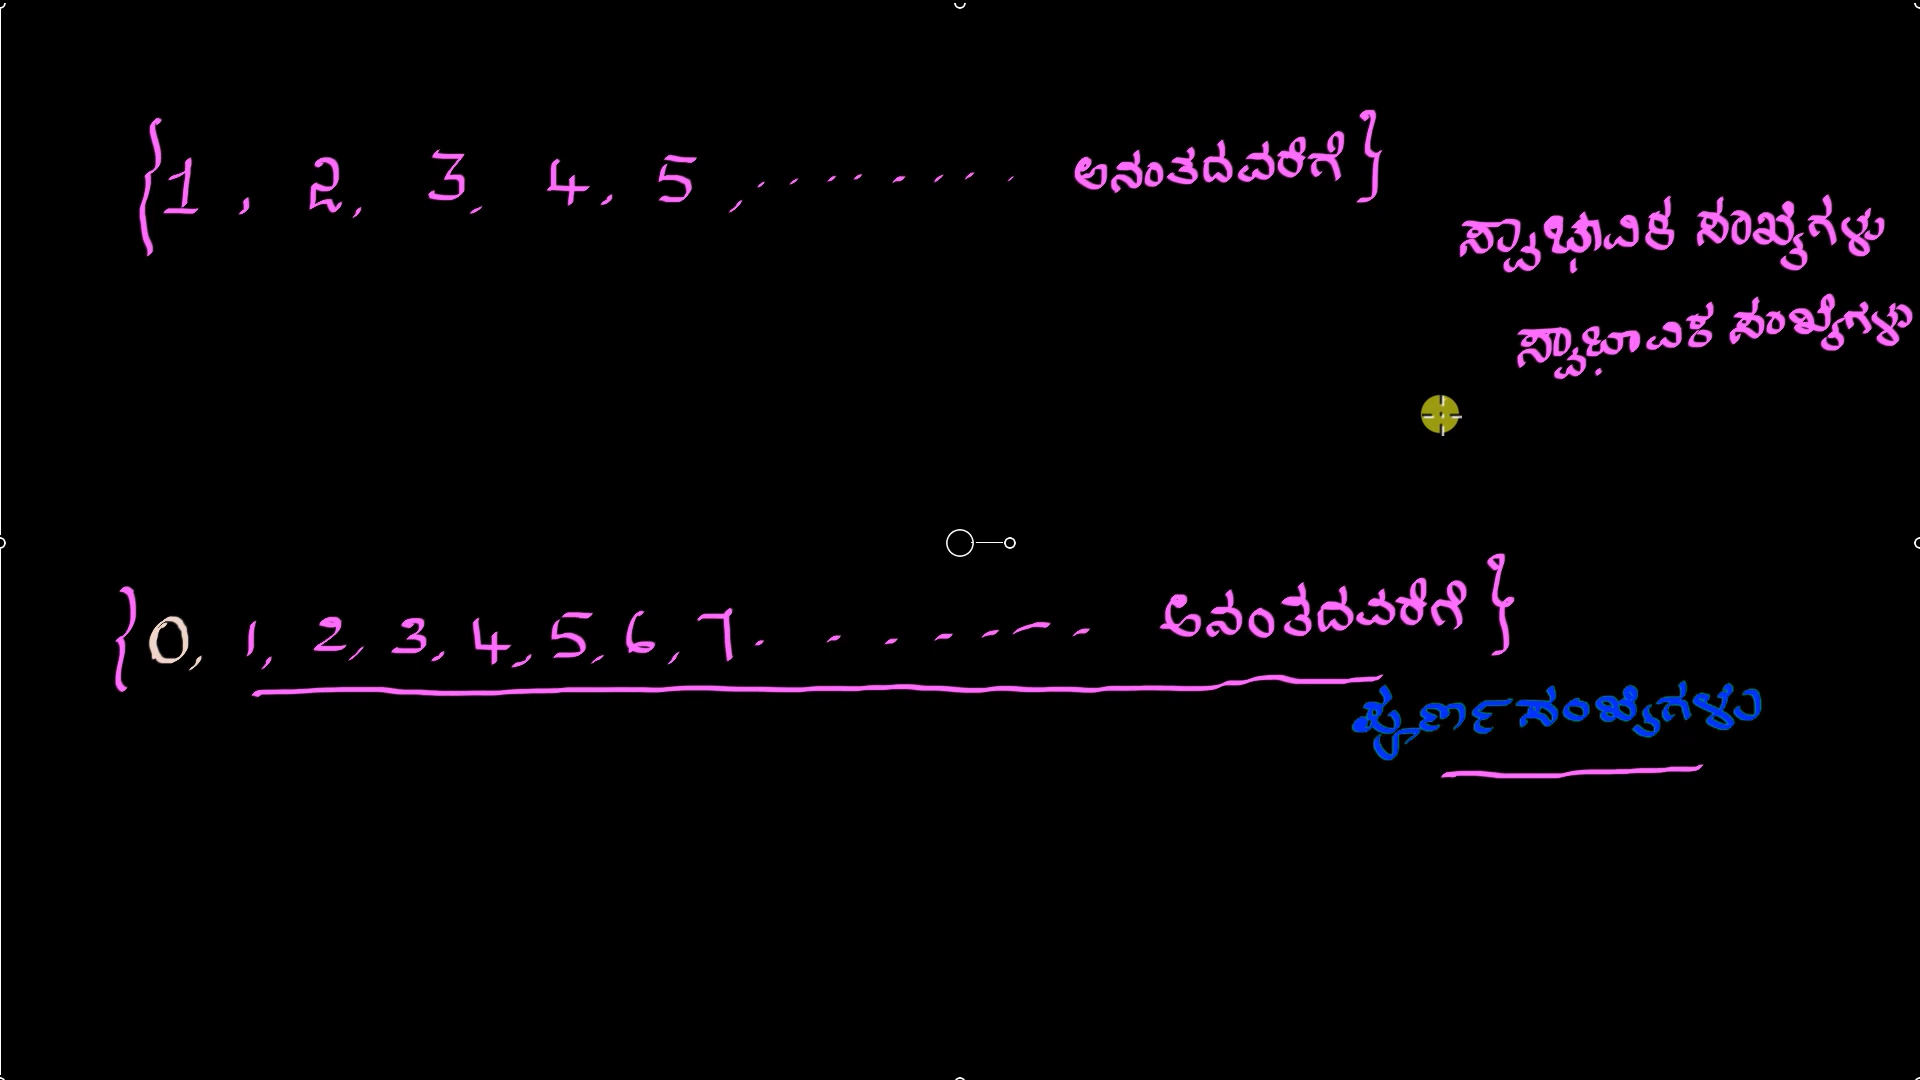 {1, 2, 3, 4, 5, ......... ಅನಂತದವರೆಗೆ}
ಸ್ವಾಭಾವಿಕ ಸಂಖ್ಯೆಗಳು
ಸ್ವಾಭಾವಿಕ ಸಂಖ್ಯೆಗಳು
{0, 1, 2, 3, 4, 5, 6, 7. ....... ಅನಂತದವರೆಗೆ}
ಪೂರ್ಣಸಂಖ್ಯೆಗಳು